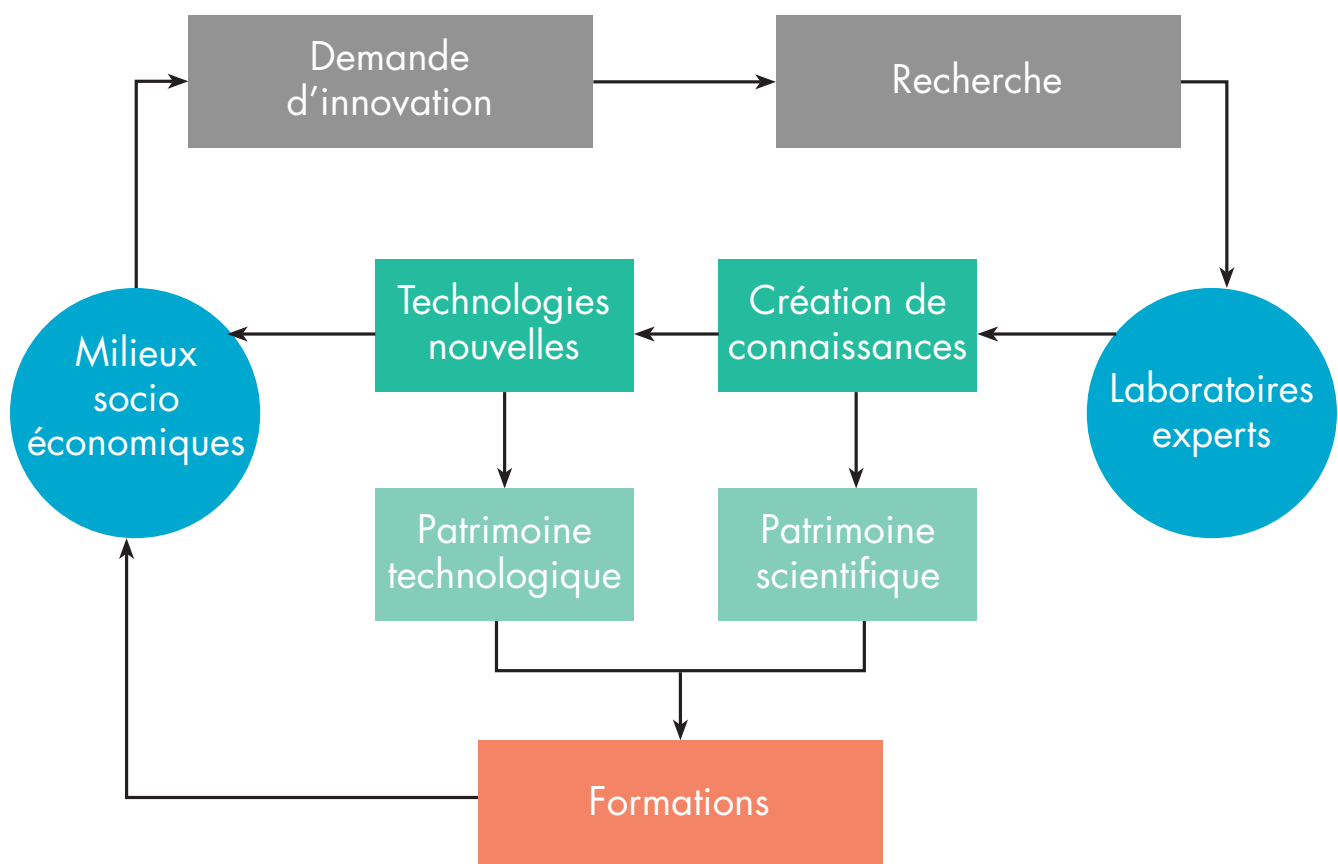 Demande
d'innovation
Recherche
Technologies
nouvelles
Création de
connaissances
Milieux
socio
économiques
Laboratoires
experts
Patrimoine
technologique
Patrimoine
scientifique
Formations